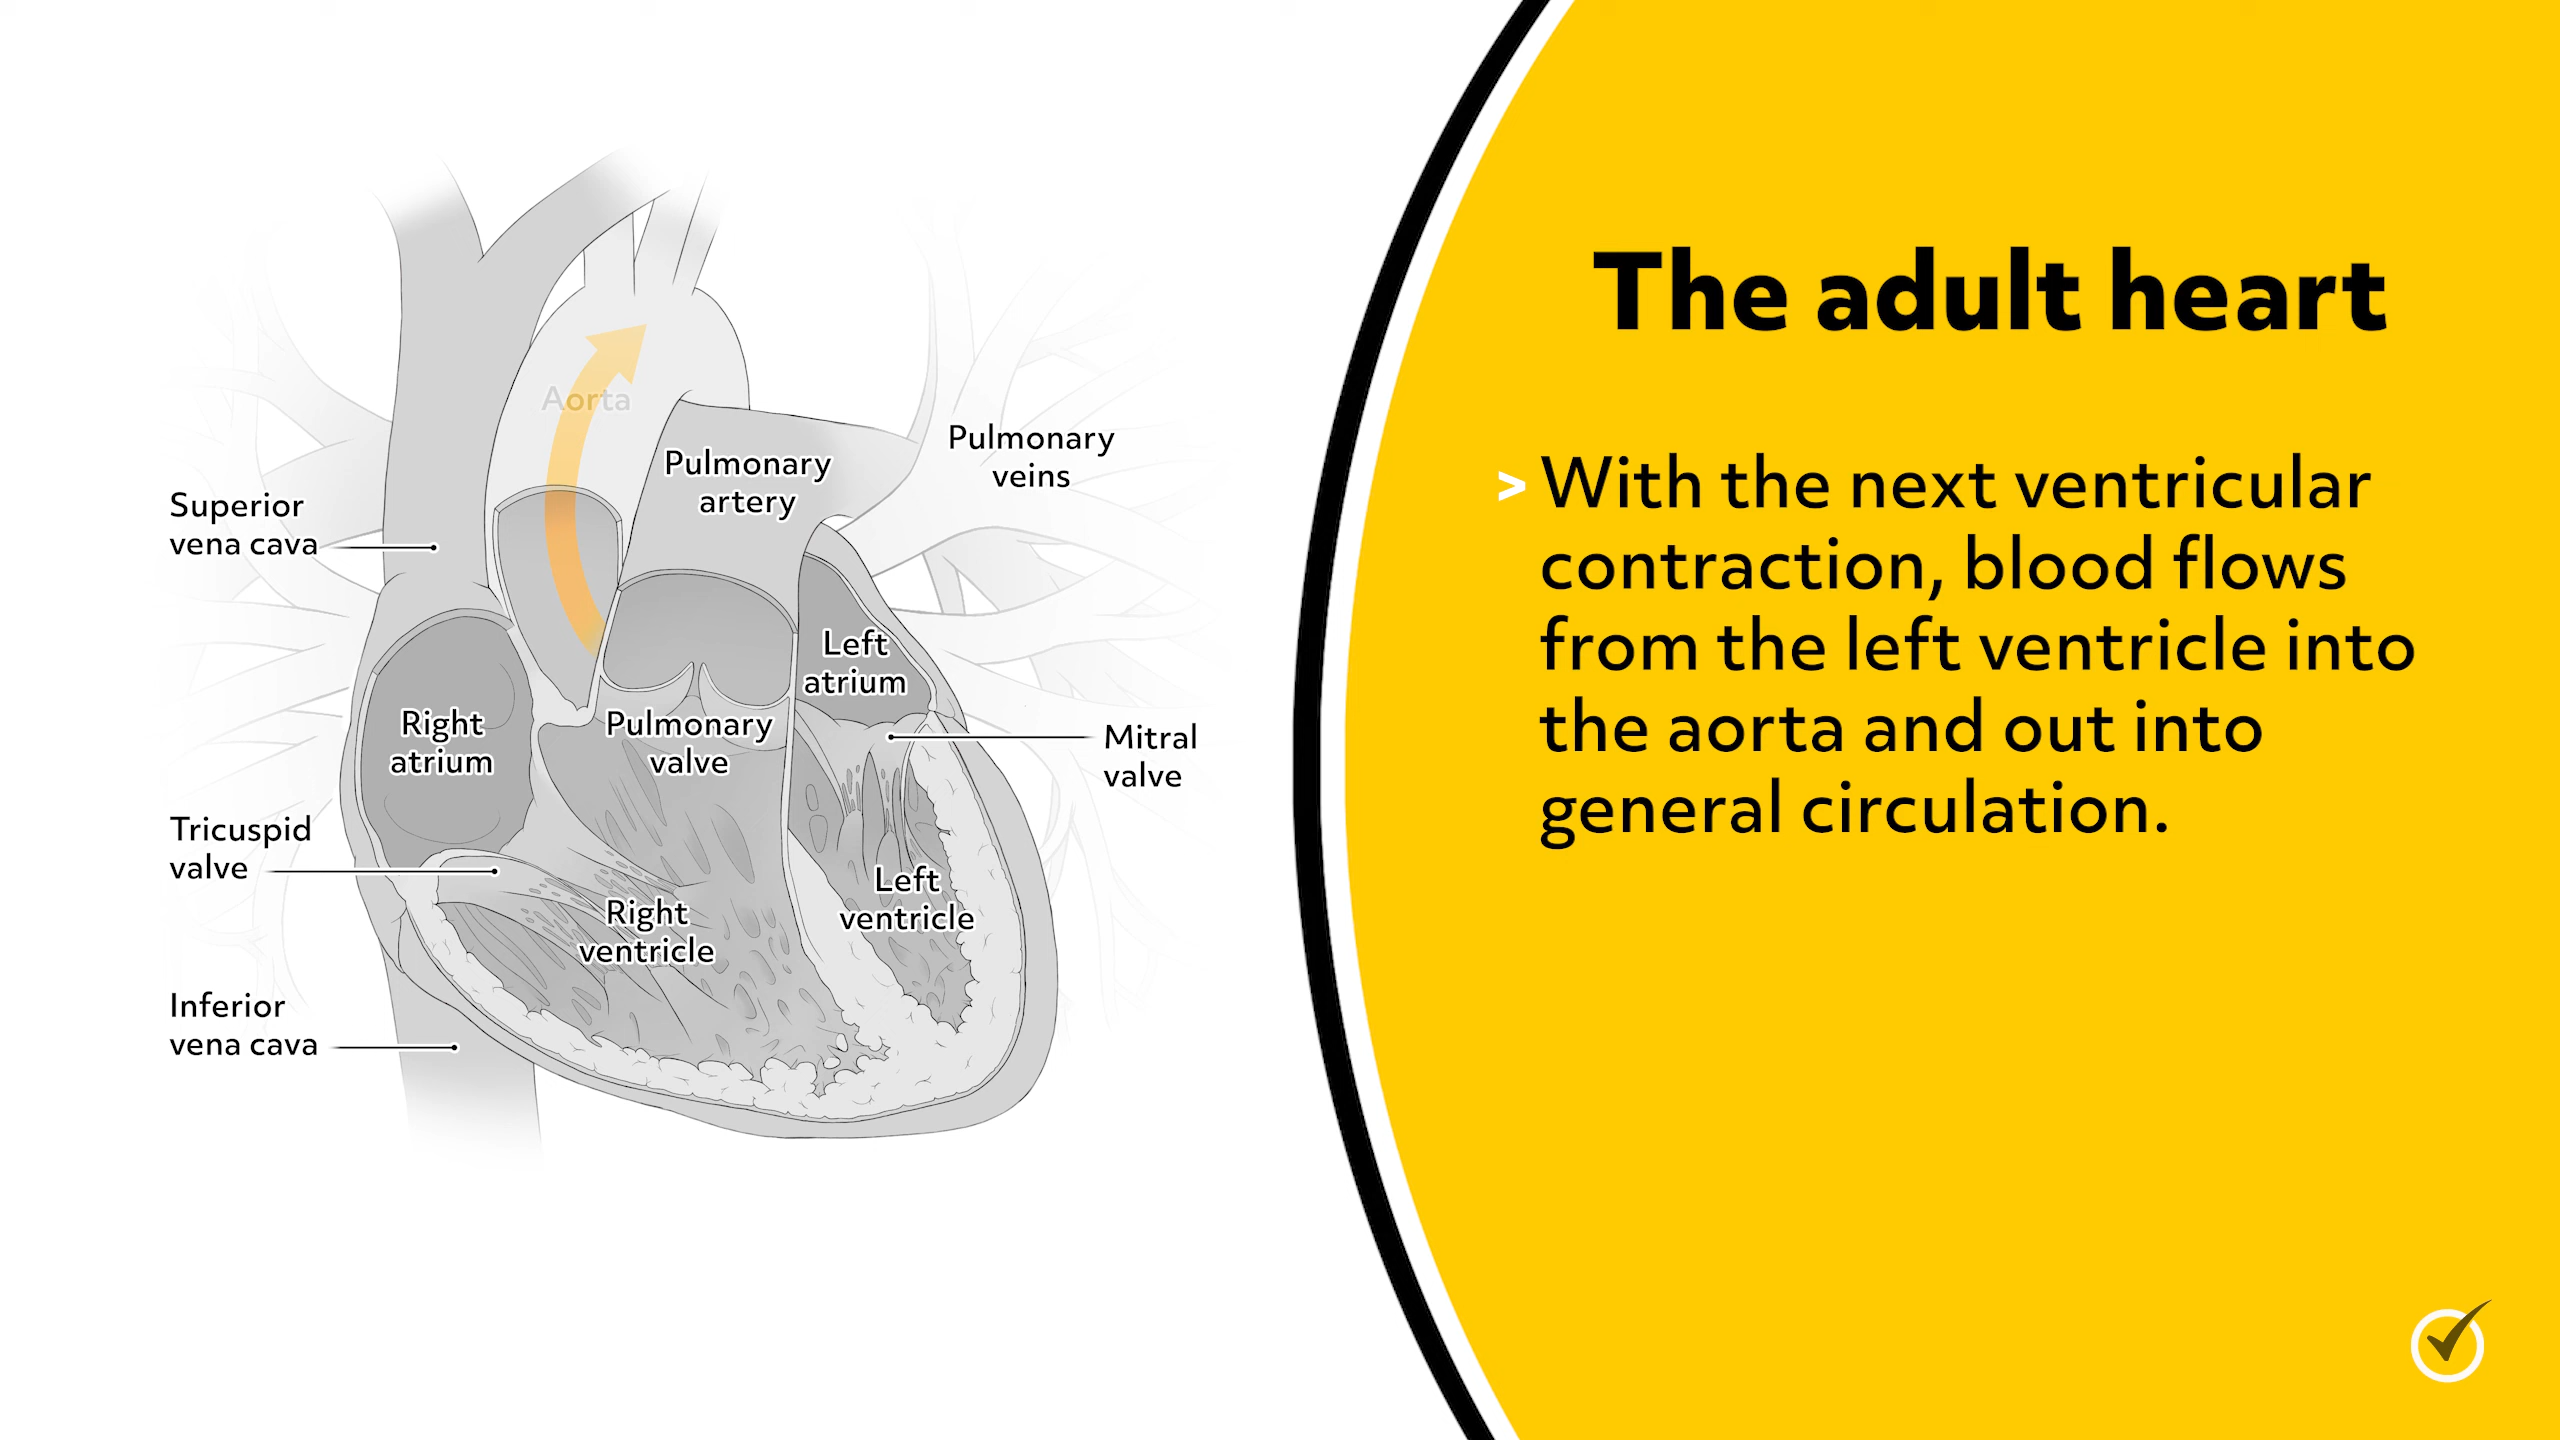 The adult heart
> With the next ventricular
contraction, blood flows
from the left ventricle into
the aorta and out into
general circulation.
Aorta
Pulmonary
artery
Pulmonary
veins
Superior
vena cava
Left
atrium
Right
atrium
Pulmonary
valve
Mitral
valve
Tricuspid
valve
Left
ventricle
Right
ventricle
Inferior
vena cava